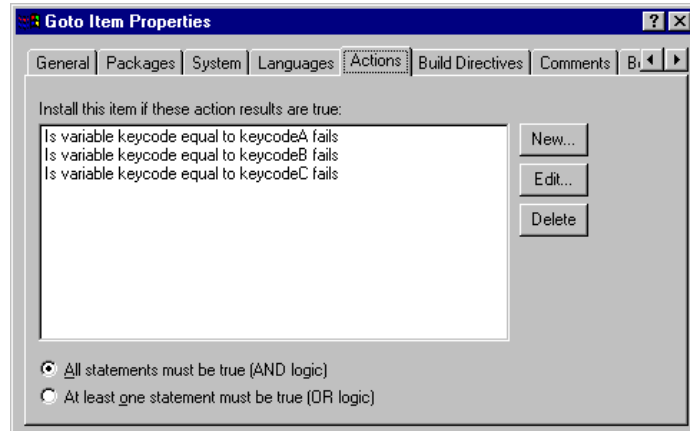 Goto Item Properties
General Packages System Languages Actions Build Directives Comments
Install this item if these action results are true:
Is variable keycode equal to keycodeA fails
Is variable keycode equal to keycodeB fails
Is variable keycode equal to keycodeC fails
New...
Edit...
Delete
All statements must be true (AND logic)
At least one statement must be true (OR logic)